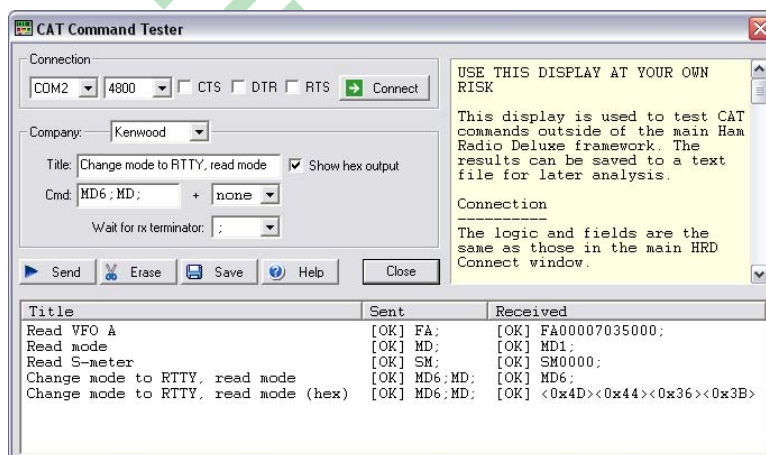 CAT Command Tester
Connection
COM2 4800 CTS DTR RTS Connect
Company: Kenwood
Title: Change mode to RTTY, read mode Show hex output
Cmd: MD6;MD; + none
Wait for rx terminator: ;
Send Erase Save Help Close
USE THIS DISPLAY AT YOUR OWN
RISK
This display is used to test CAT
commands outside of the main Ham
Radio Deluxe framework. The
results can be saved to a text
file for later analysis.
Connection
----------
The logic and fields are the
same as those in the main HRD
Connect window.
Title Sent Received
Read VFO A [OK] FA; [OK] FA00007035000;
Read mode [OK] MD; [OK] MD1;
Read S-meter [OK] SM; [OK] SM0000;
Change mode to RTTY, read mode [OK] MD6;MD; [OK] MD6;
Change mode to RTTY, read mode (hex) [OK] MD6;MD; [OK] <0x4D><0x44><0x36><0x3B>